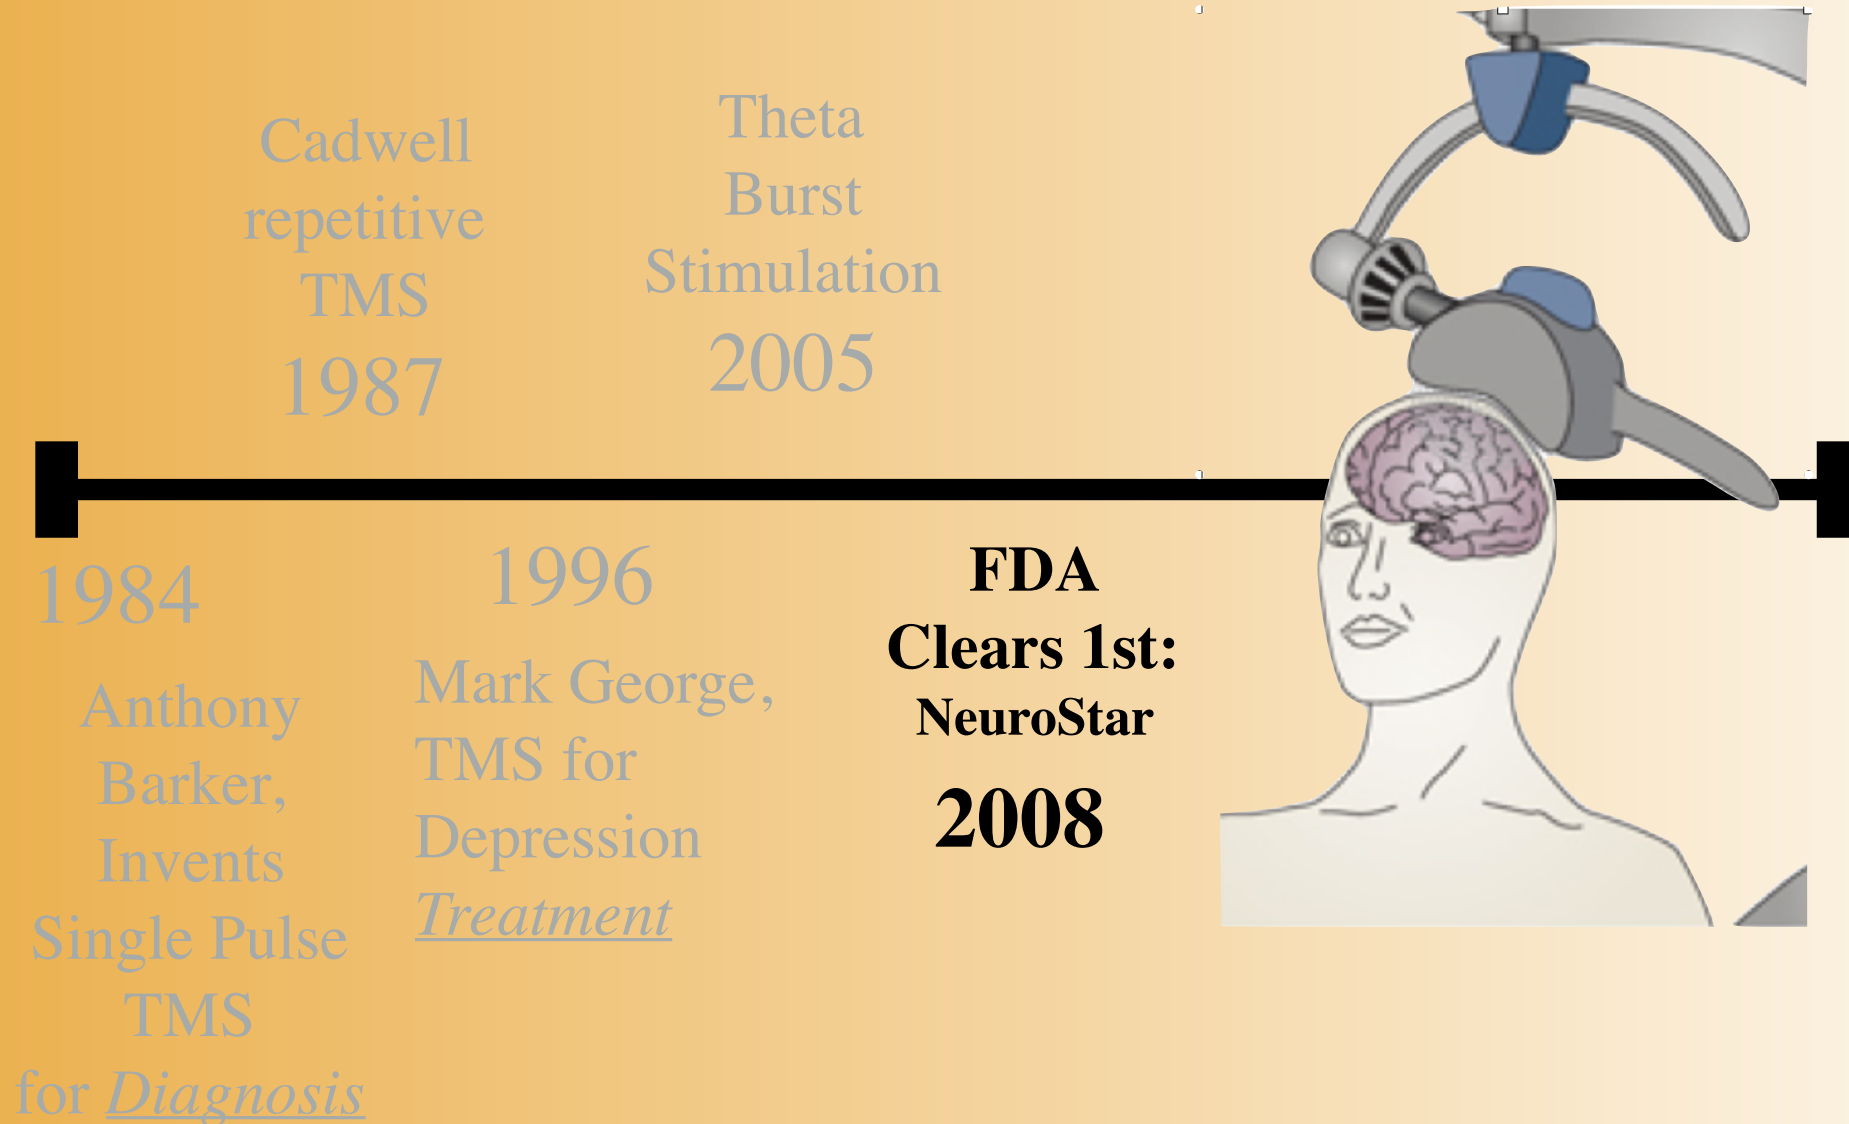 Cadwell
repetitive
TMS
1987
Theta
Burst
Stimulation
2005
1984
Anthony
Barker,
Invents
Single Pulse
TMS
for Diagnosis
1996
Mark George,
TMS for
Depression
Treatment
FDA
Clears 1st:
NeuroStar
2008